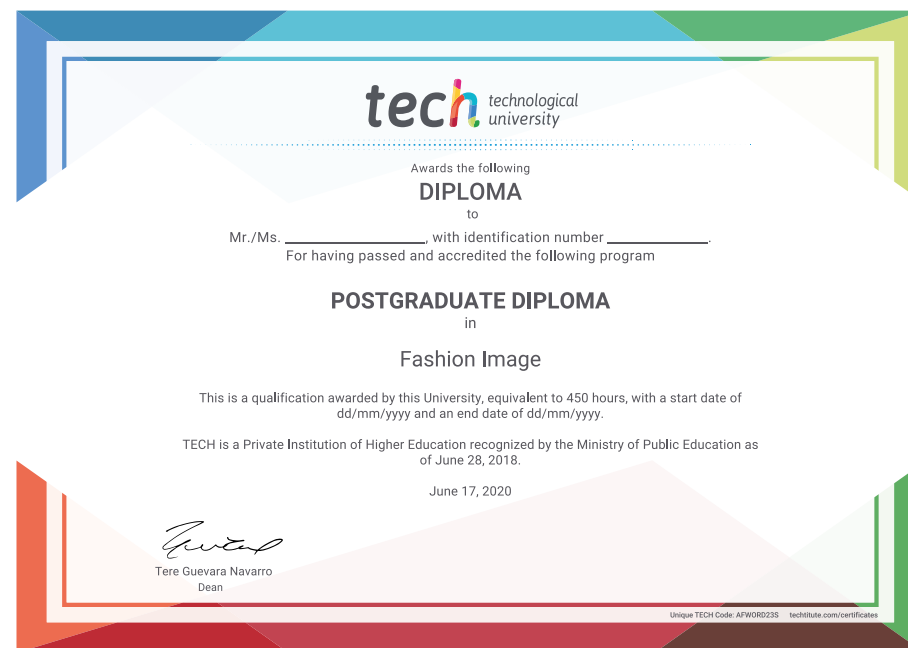 tech technological
university
Awards the following
DIPLOMA
to
Mr./Ms. ____________________, with identification number ______________.
For having passed and accredited the following program
POSTGRADUATE DIPLOMA
in
Fashion Image
This is a qualification awarded by this University, equivalent to 450 hours, with a start date of
dd/mm/yyyy and an end date of dd/mm/yyyy.
TECH is a Private Institution of Higher Education recognized by the Ministry of Public Education as
of June 28, 2018.
June 17, 2020
Tere Guevara Navarro
Dean
Unique TECH Code: AFWORD23S techtitute.com/certificates